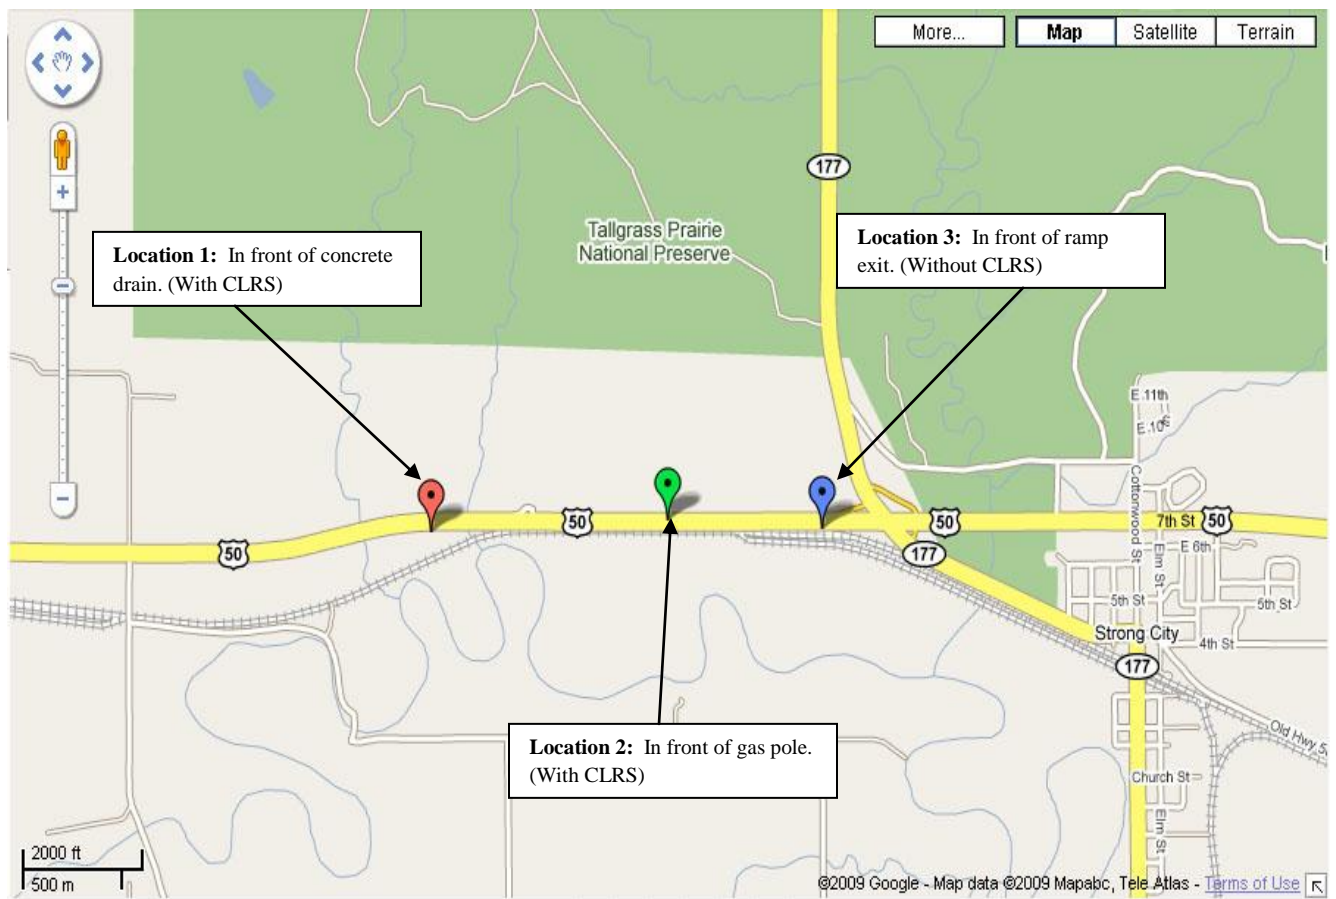 More...
Map
Satellite
Terrain
177
Tallgrass Prairie
National Preserve
Location 1: In front of concrete
drain. (With CLRS)
Location 3: In front of ramp
exit. (Without CLRS)
E 11th
E 10th
Cottonwood St
50
50
50
7th St
50
177
E 6th
Elm St
5th St
5th St
Strong City
4th St
177
Location 2: In front of gas pole.
(With CLRS)
Old Hwy 5
Church St
Elm St
2000 ft
500 m
©2009 Google - Map data ©2009 Mapabc, Tele Atlas - Terms of Use